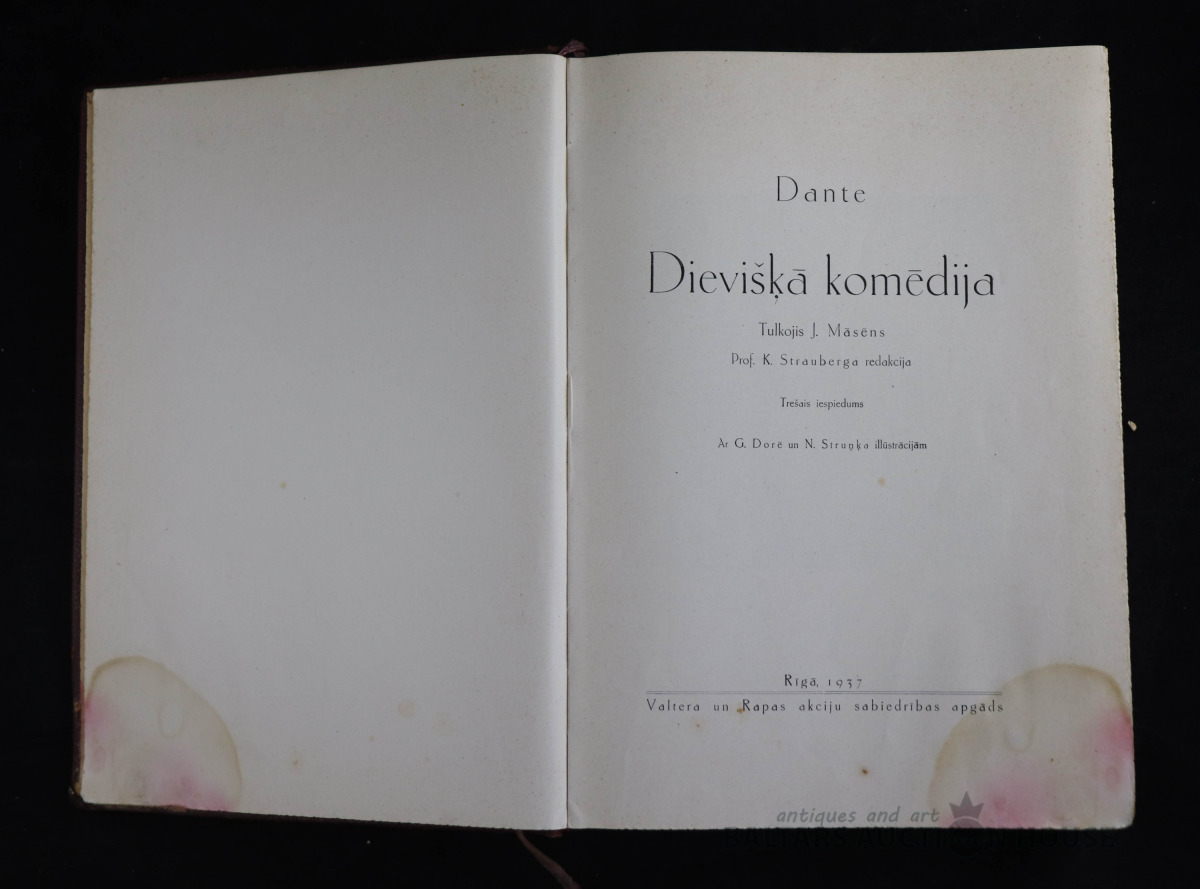 Dante
Dievišķā komēdija
Tulkojis J. Māsēns
Prof. K. Strauberga redakcija
Trešais iespiedums
Ar G. Dorē un N. Struņķa illūstrācijām
Rīgā, 1937
Valtera un Rapas akciju sabiedrības apgāds
antiques and art